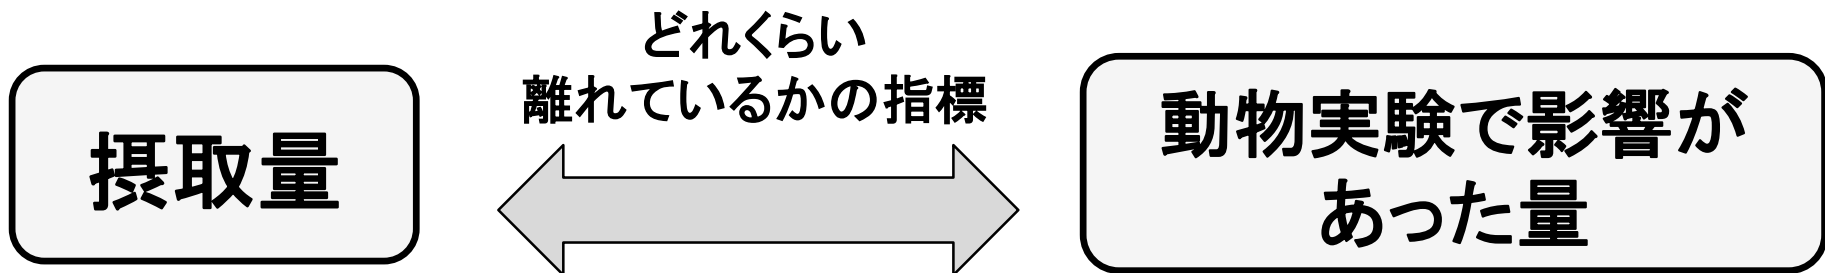 どれくらい
離れているかの指標
摂取量
動物実験で影響が
あった量